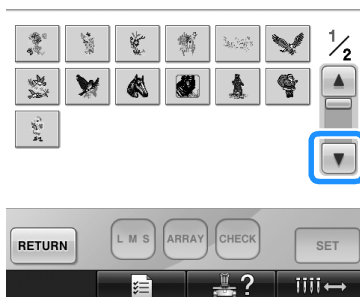 1/2
RETURN
L M S
ARRAY
CHECK
SET
?